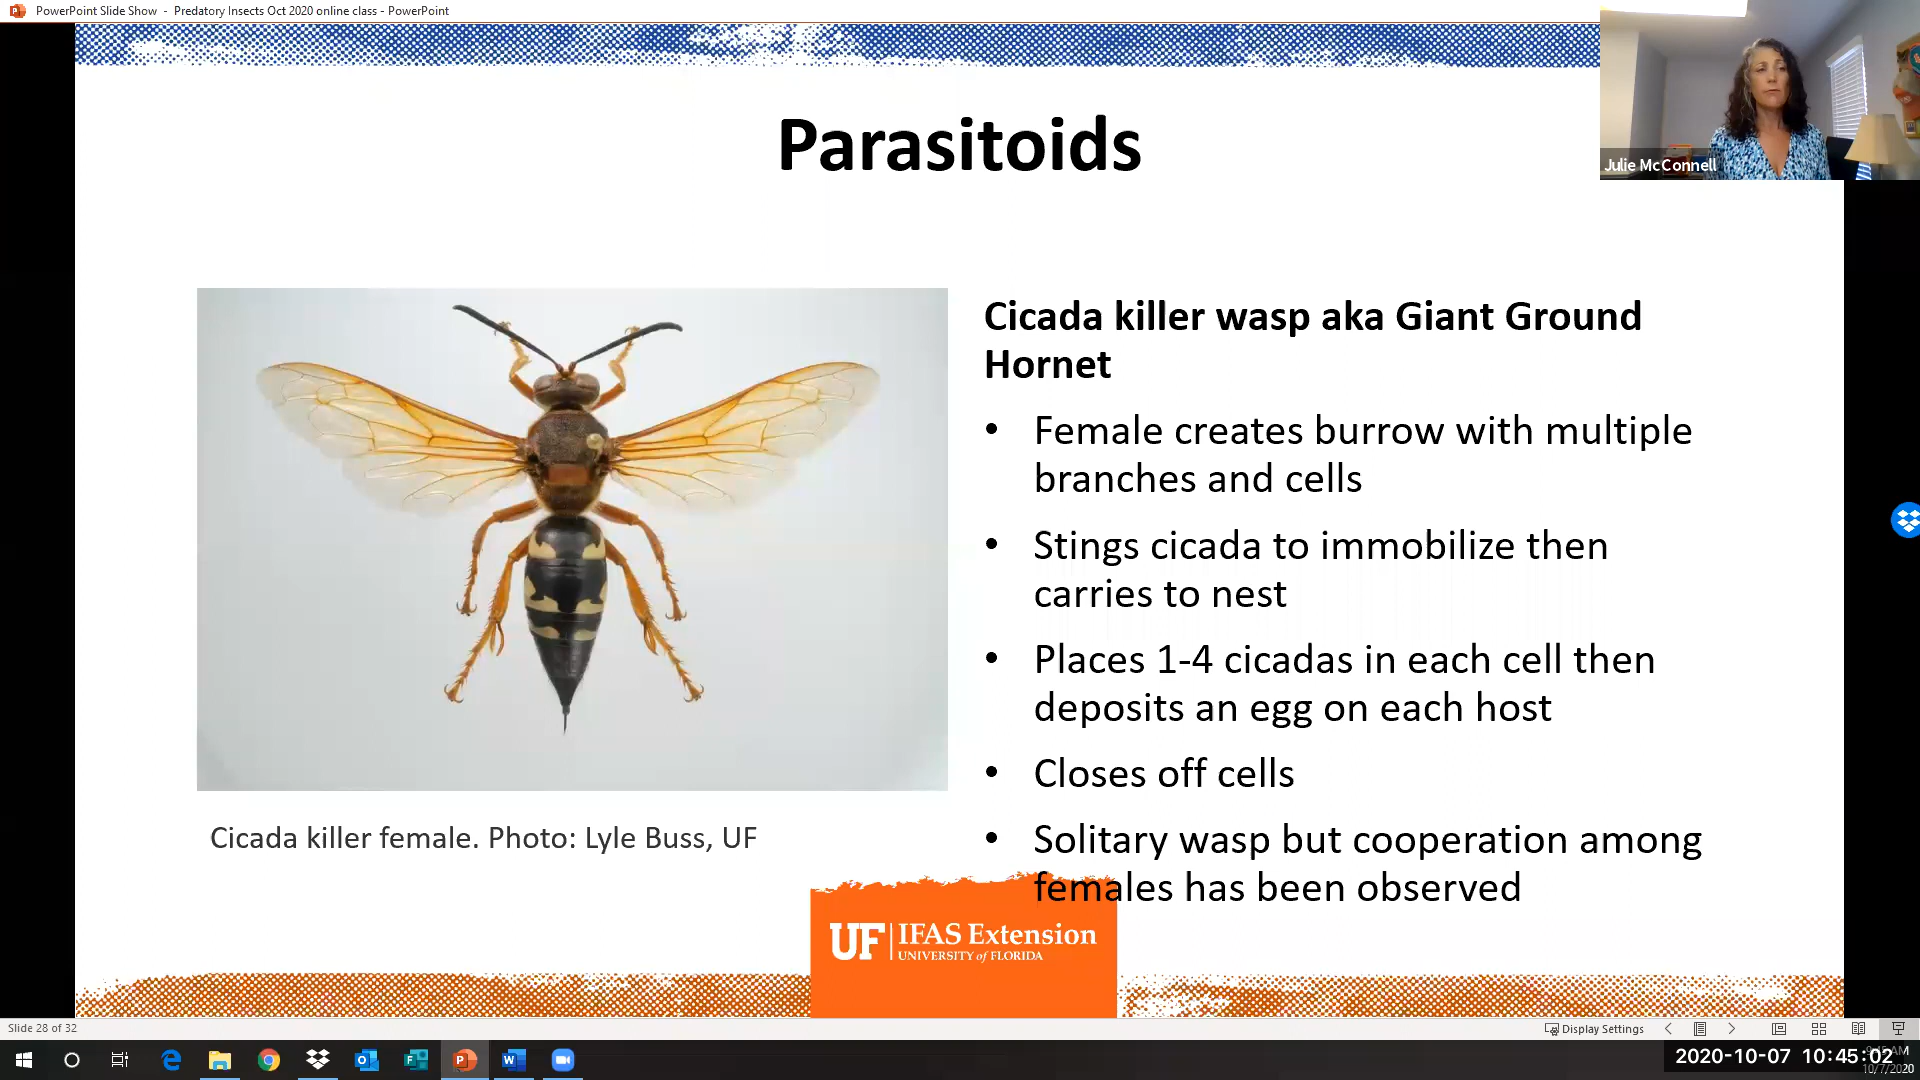 PowerPoint Slide Show - Predatory Insects Oct 2020 online class - PowerPoint
Julie McConnell
Parasitoids
Cicada killer wasp aka Giant Ground
Hornet
• Female creates burrow with multiple
branches and cells
• Stings cicada to immobilize then
carries to nest
• Places 1-4 cicadas in each cell then
deposits an egg on each host
• Closes off cells
• Solitary wasp but cooperation among
females has been observed
Cicada killer female. Photo: Lyle Buss, UF
UF IFAS Extension
UNIVERSITY of FLORIDA
Slide 28 of 32
Display Settings
2020-10-07 10:45:02
10/7/2020